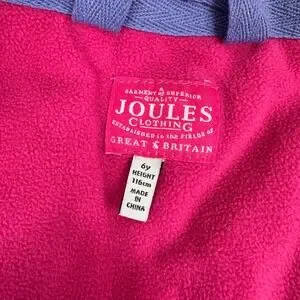 A
GARMENT of SUPERIOR
QUALITY
JOULES
CLOTHING
ESTABLISHED in the FIELDS OF
GREAT & BRITAIN
6y
HEIGHT
116cm
MADE
IN
CHINA